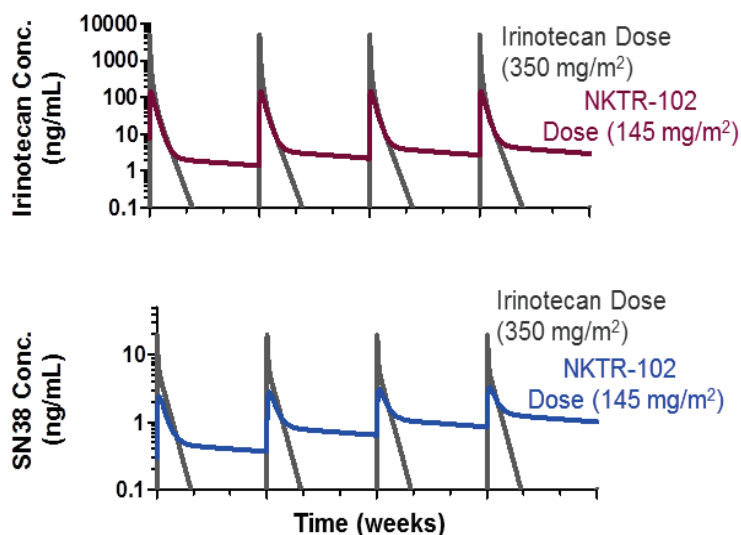 Irinotecan Conc.
(ng/mL)
10000
1000
100
10
1
0.1
Irinotecan Dose
(350 mg/m²)
NKTR-102
Dose (145 mg/m²)
SN38 Conc.
(ng/mL)
10
1
0.1
Irinotecan Dose
(350 mg/m²)
NKTR-102
Dose (145 mg/m²)
Time (weeks)